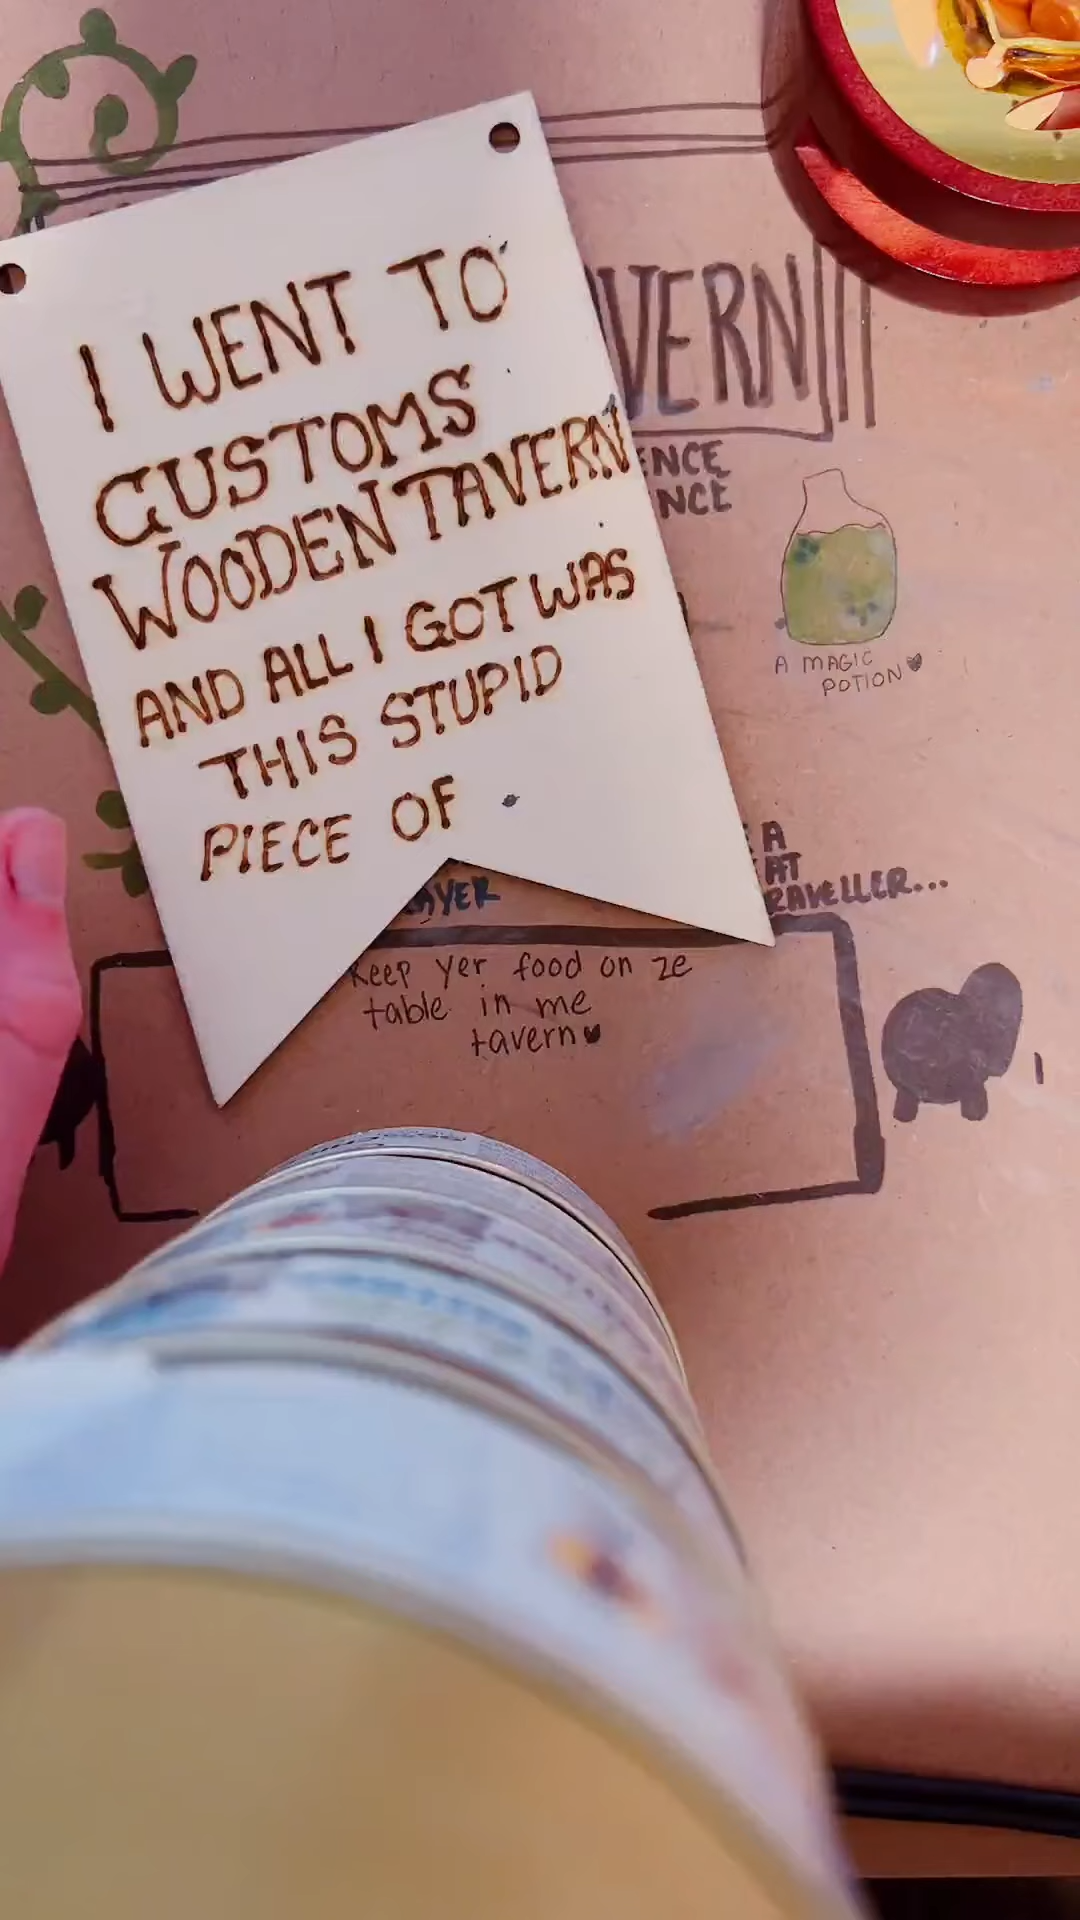 I WENT TO
CUSTOMS
WOODEN TAVERN
AND ALL I GOT WAS
THIS STUPID
PIECE OF
VERN
ENCE
NCE
A MAGIC
POTION
A
AT
RAVELLER...
AYER
Keep yer food on ze
table in me
tavern